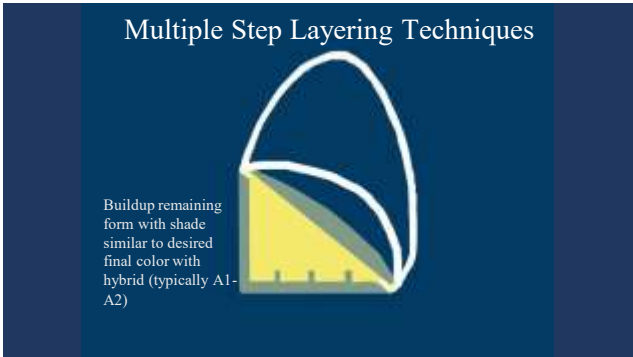 Multiple Step Layering Techniques
Buildup remaining
form with shade
similar to desired
final color with
hybrid (typically A1-
A2)